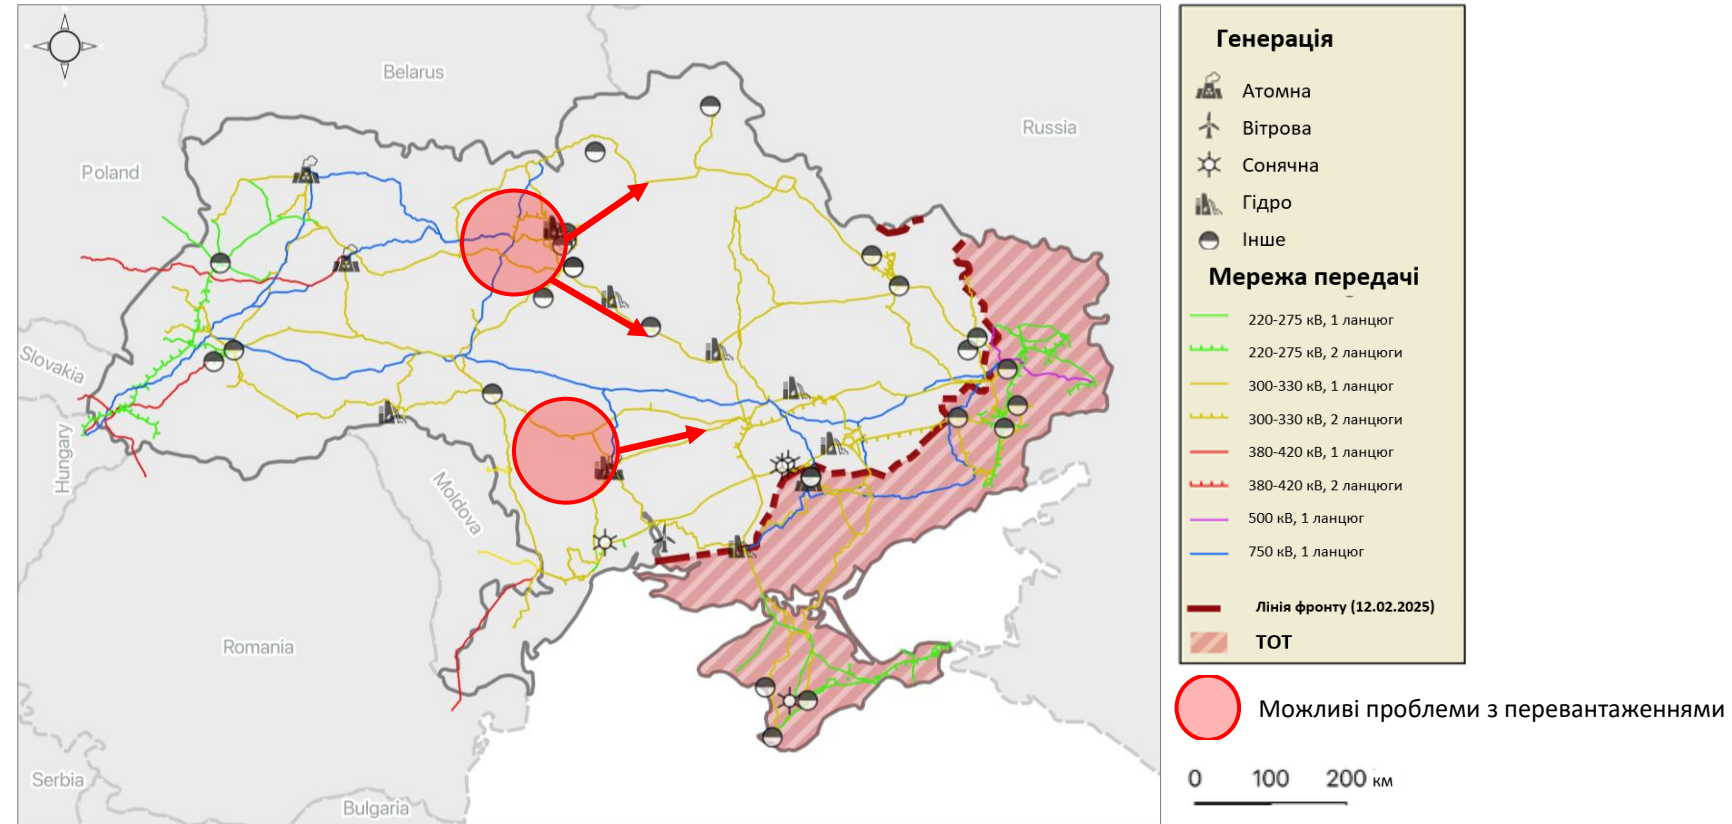 Belarus
Russia
Poland
Slovakia
Hungary
Moldova
Romania
Serbia
Bulgaria
Генерація
Атомна
Вітрова
Сонячна
Гідро
Інше
Мережа передачі
220-275 кВ, 1 ланцюг
220-275 кВ, 2 ланцюги
300-330 кВ, 1 ланцюг
300-330 кВ, 2 ланцюги
380-420 кВ, 1 ланцюг
380-420 кВ, 2 ланцюги
500 кВ, 1 ланцюг
750 кВ, 1 ланцюг
Лінія фронту (12.02.2025)
ТОТ
Можливі проблеми з перевантаженнями
0 100 200 км